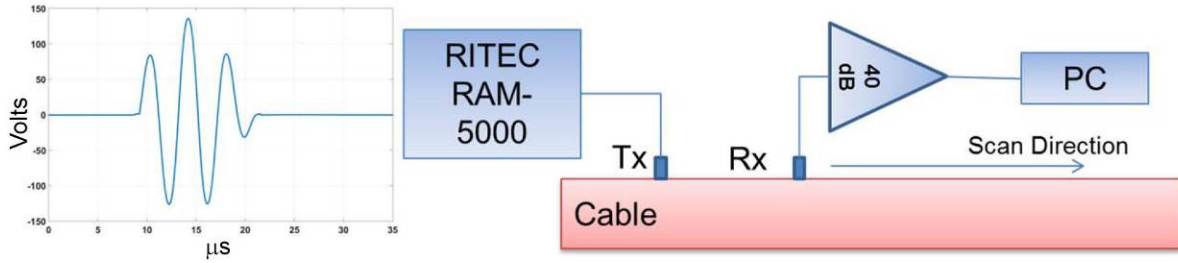 150
100
50
0
-50
-100
-150
Volts
0 5 10 15 20 25 30 35
μs
RITEC
RAM-
5000
Tx
Rx
40
dB
PC
Scan Direction
Cable